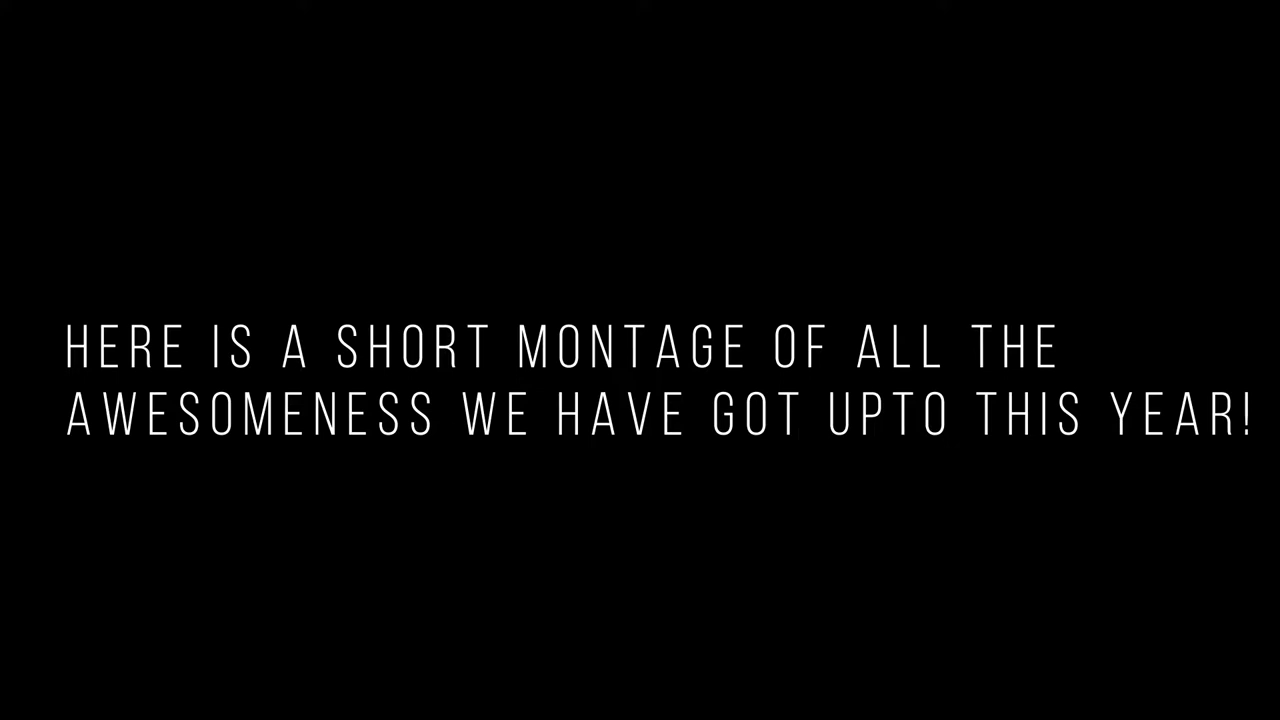 HERE IS A SHORT MONTAGE OF ALL THE
AWESOMENESS WE HAVE GOT UPTO THIS YEAR!